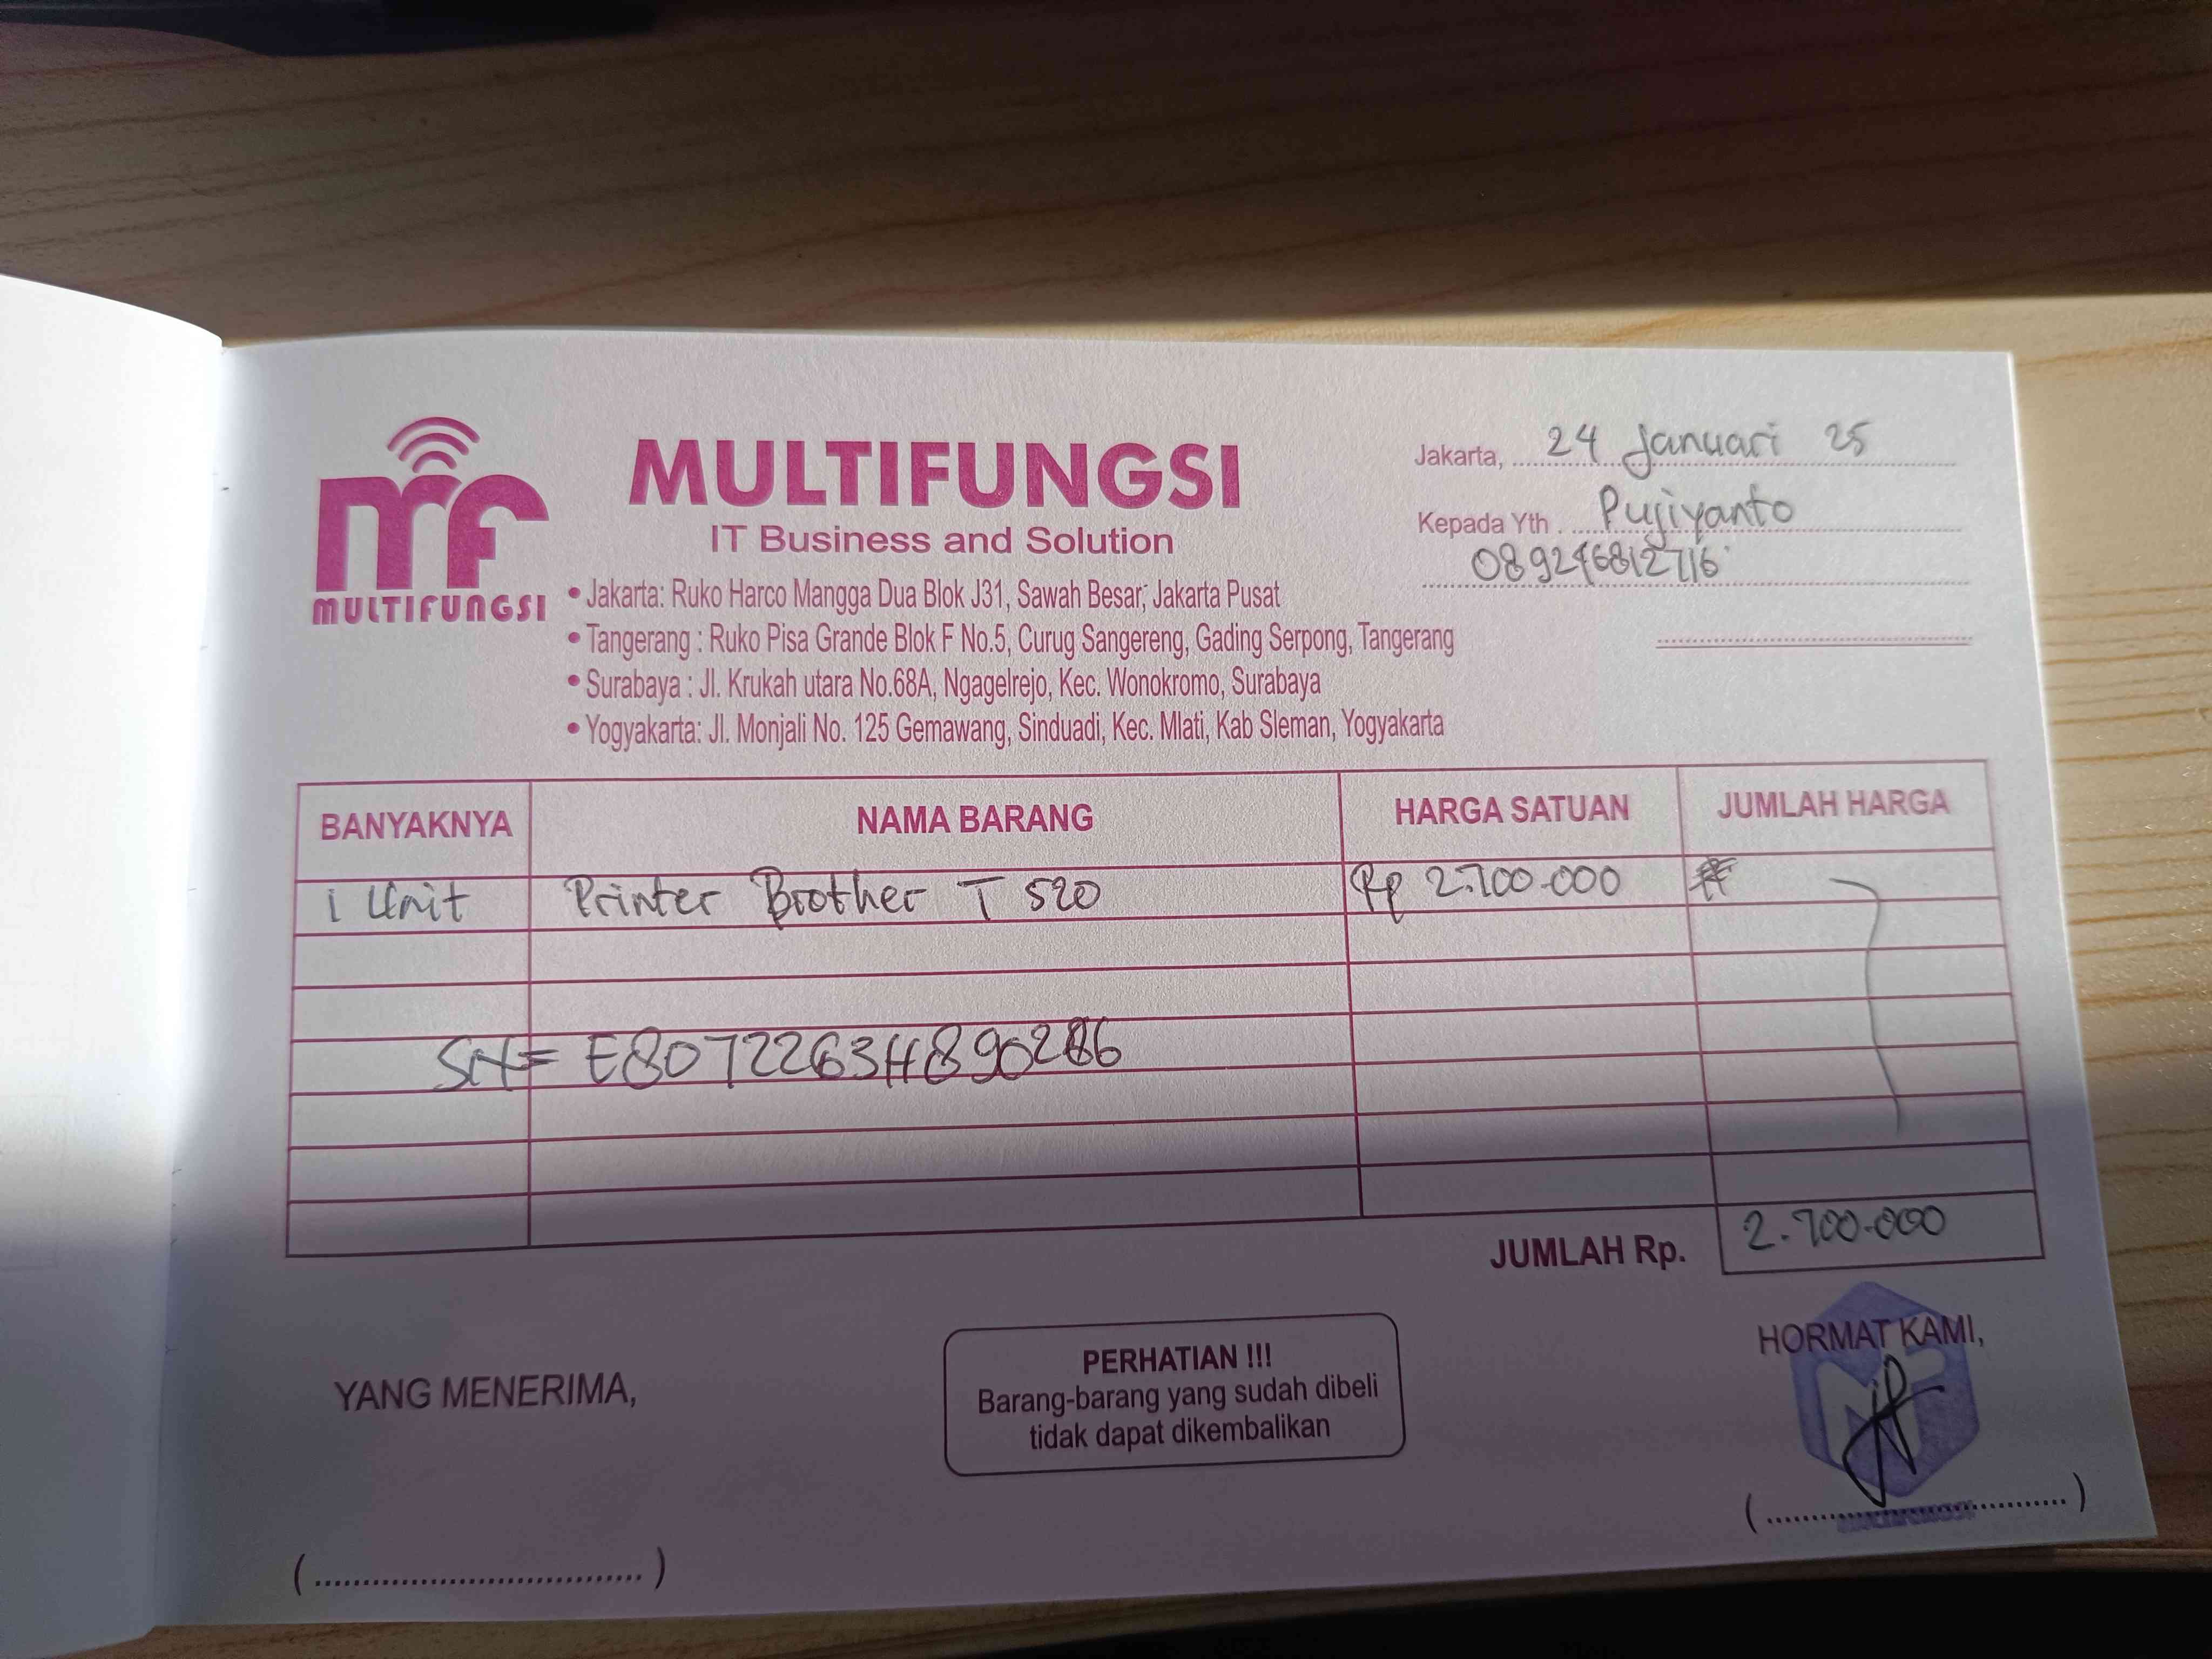 MULTIFUNGSI
MULTIFUNGSI
IT Business and Solution
• Jakarta: Ruko Harco Mangga Dua Blok J31, Sawah Besar, Jakarta Pusat
• Tangerang : Ruko Pisa Grande Blok F No.5, Curug Sangereng, Gading Serpong, Tangerang
• Surabaya : Jl. Krukah utara No.68A, Ngagelrejo, Kec. Wonokromo, Surabaya
• Yogyakarta: Jl. Monjali No. 125 Gemawang, Sinduadi, Kec. Mlati, Kab Sleman, Yogyakarta
Jakarta, 24 Januari 25
Kepada Yth . Pujiyanto
BANYAKNYA NAMA BARANG HARGA SATUAN JUMLAH HARGA
1 Unit Printer Brother T 520 Rp 2.700.000
SN=
JUMLAH Rp. 2.700.000
YANG MENERIMA,
PERHATIAN !!!
Barang-barang yang sudah dibeli
tidak dapat dikembalikan
HORMAT KAMI,